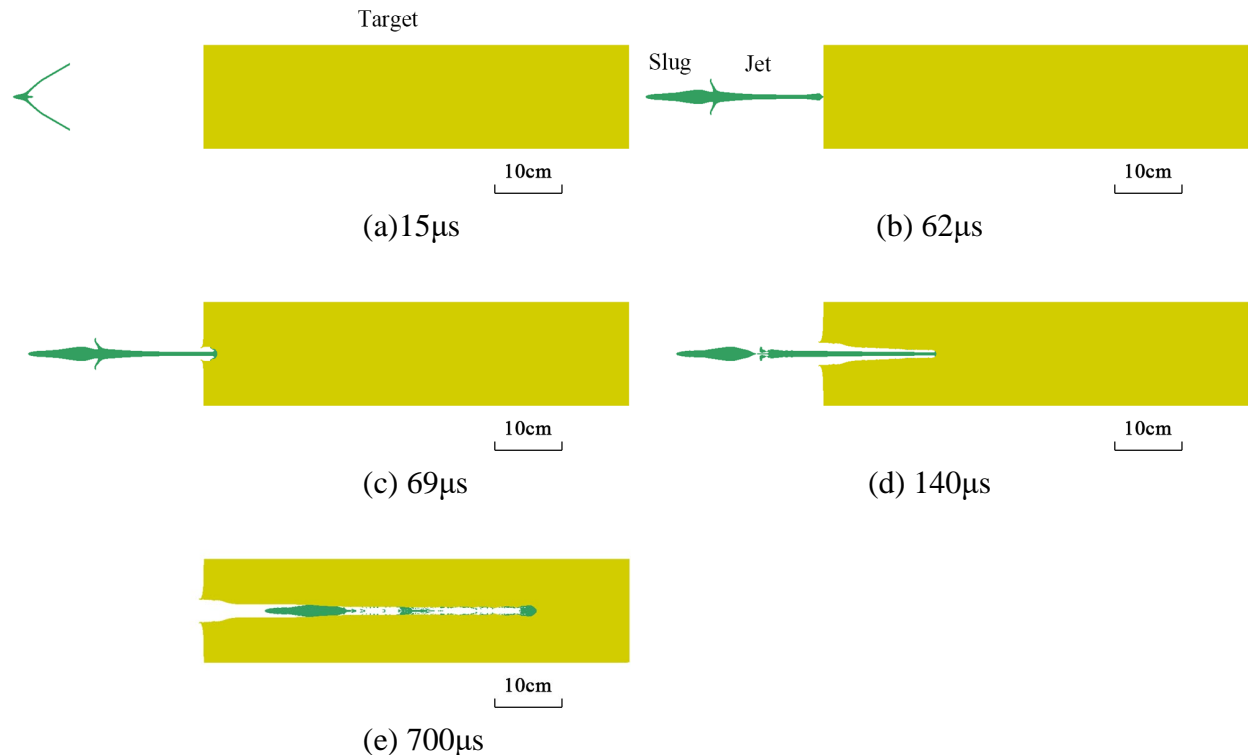 Target
Slug Jet
10cm 10cm
(a)15μs (b) 62μs
10cm 10cm
(c) 69μs (d) 140μs
10cm
(e) 700μs